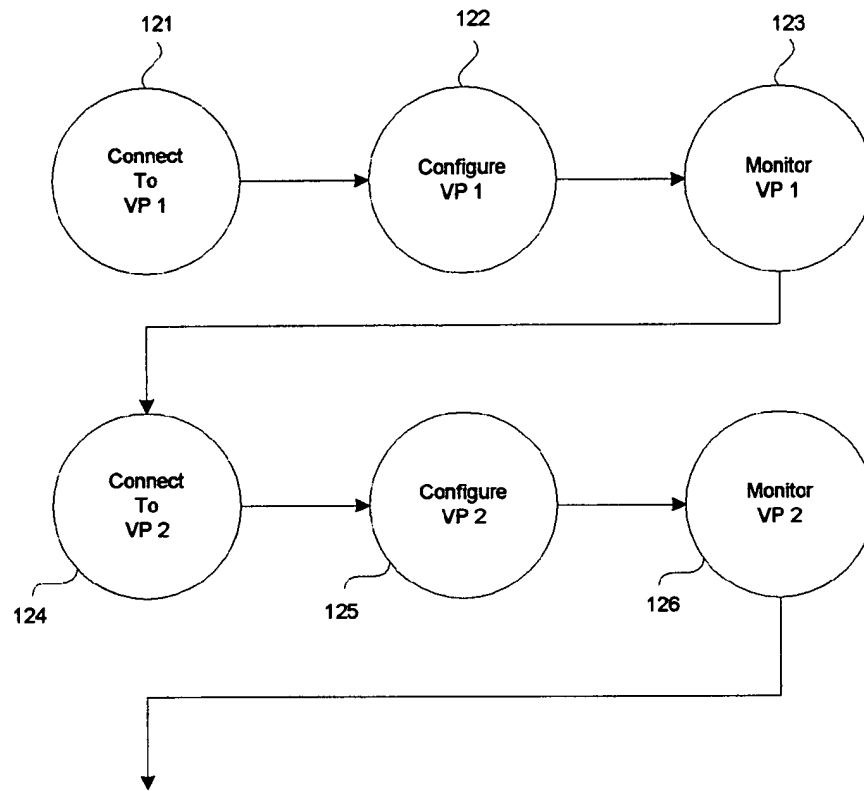 121
122
123
Connect
To
VP 1
Configure
VP 1
Monitor
VP 1
Connect
To
VP 2
Configure
VP 2
Monitor
VP 2
124
125
126